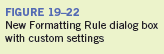 FIGURE 19–22
New Formatting Rule dialog box
with custom settings